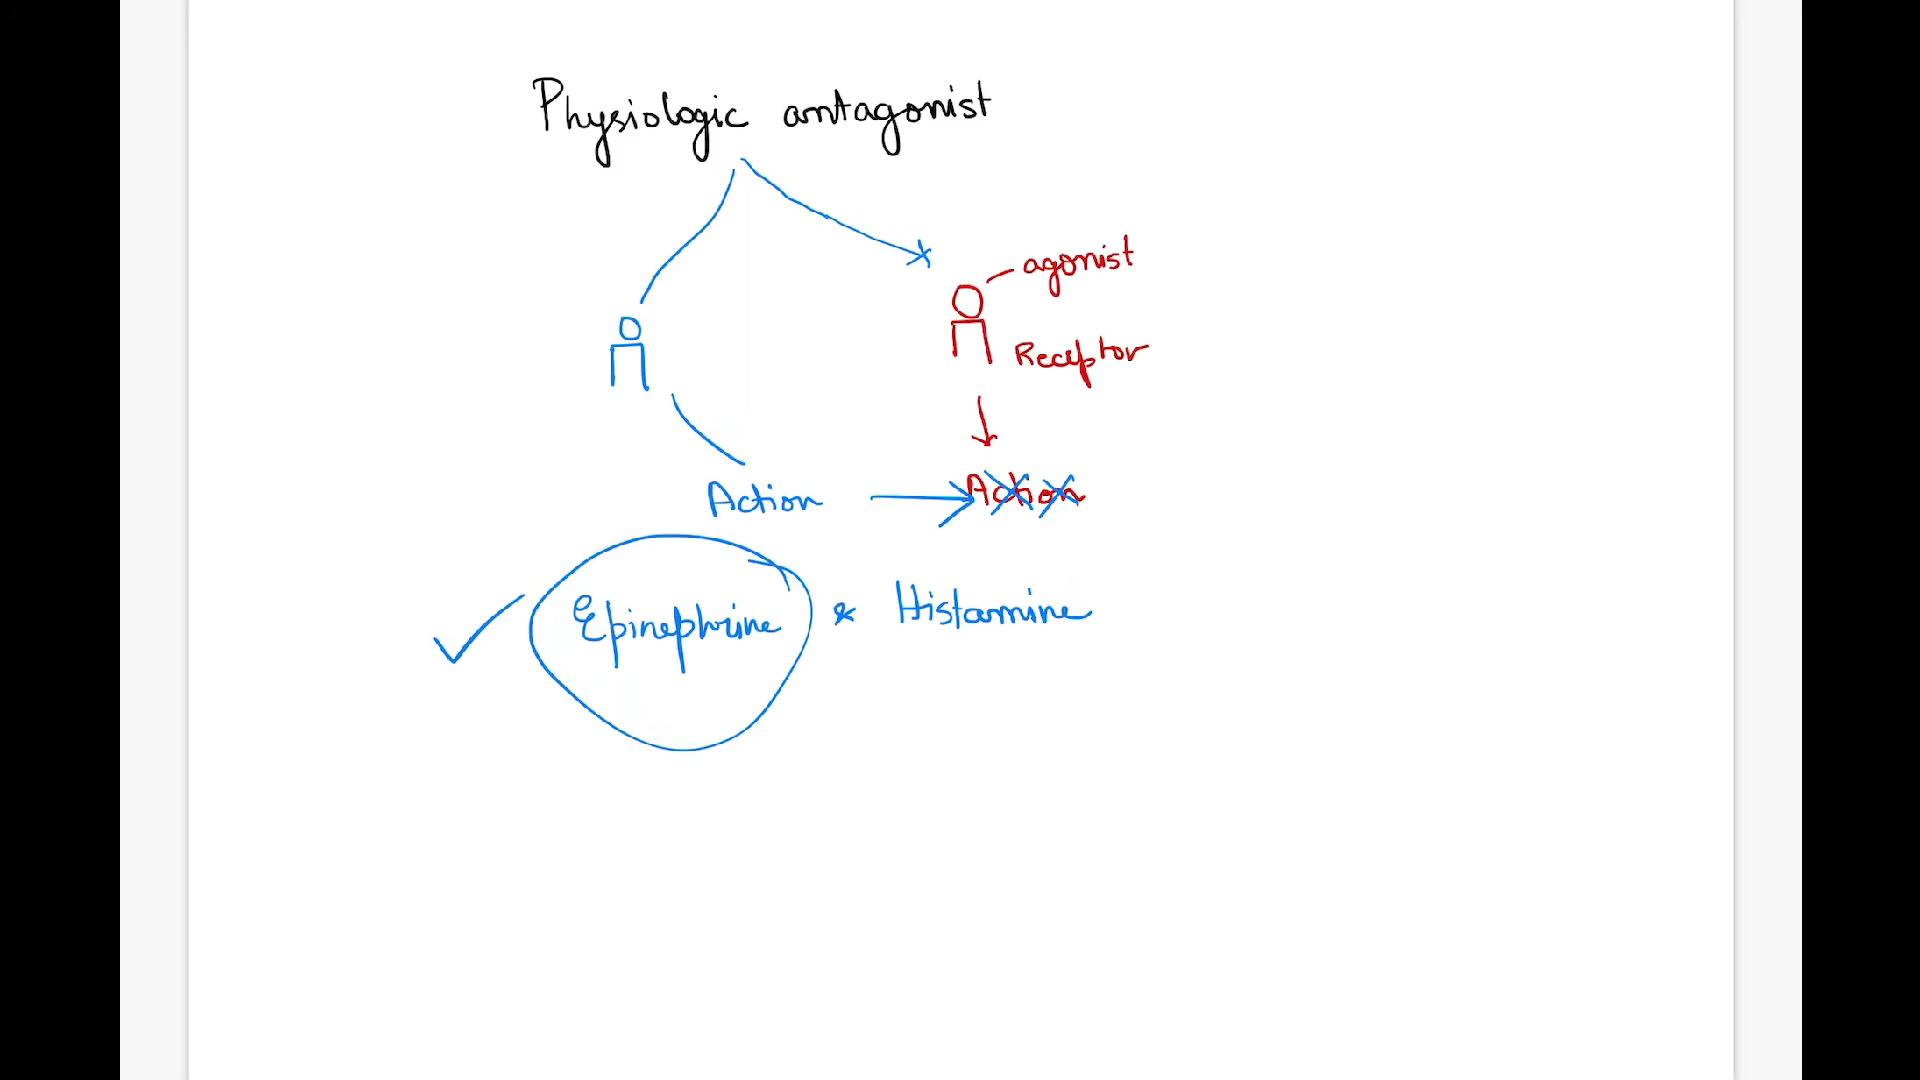 Physiologic antagonist
agonist
Receptor
Action
Action
Epinephrine & Histamine